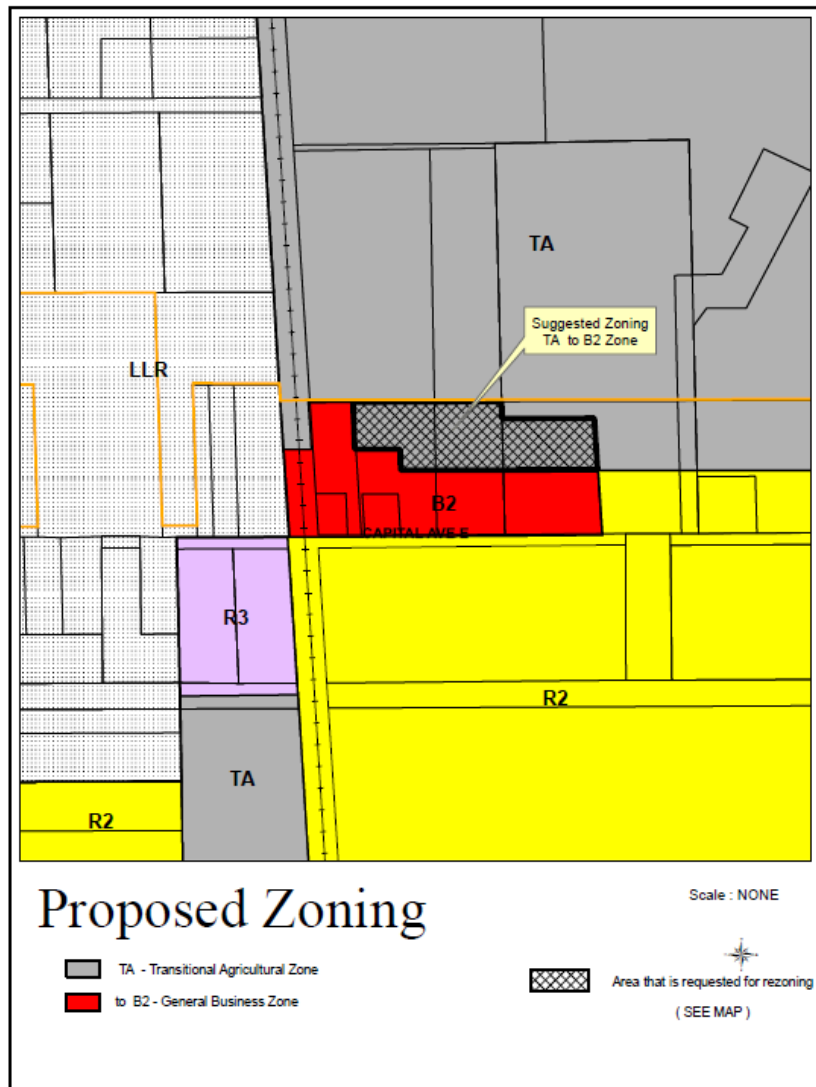 TA
Suggested Zoning
TA to B2 Zone
LLR
B2
CAPITAL AVE E
R3
R2
TA
R2
Proposed Zoning
Scale : NONE
TA - Transitional Agricultural Zone
to B2 - General Business Zone
Area that is requested for rezoning
( SEE MAP )